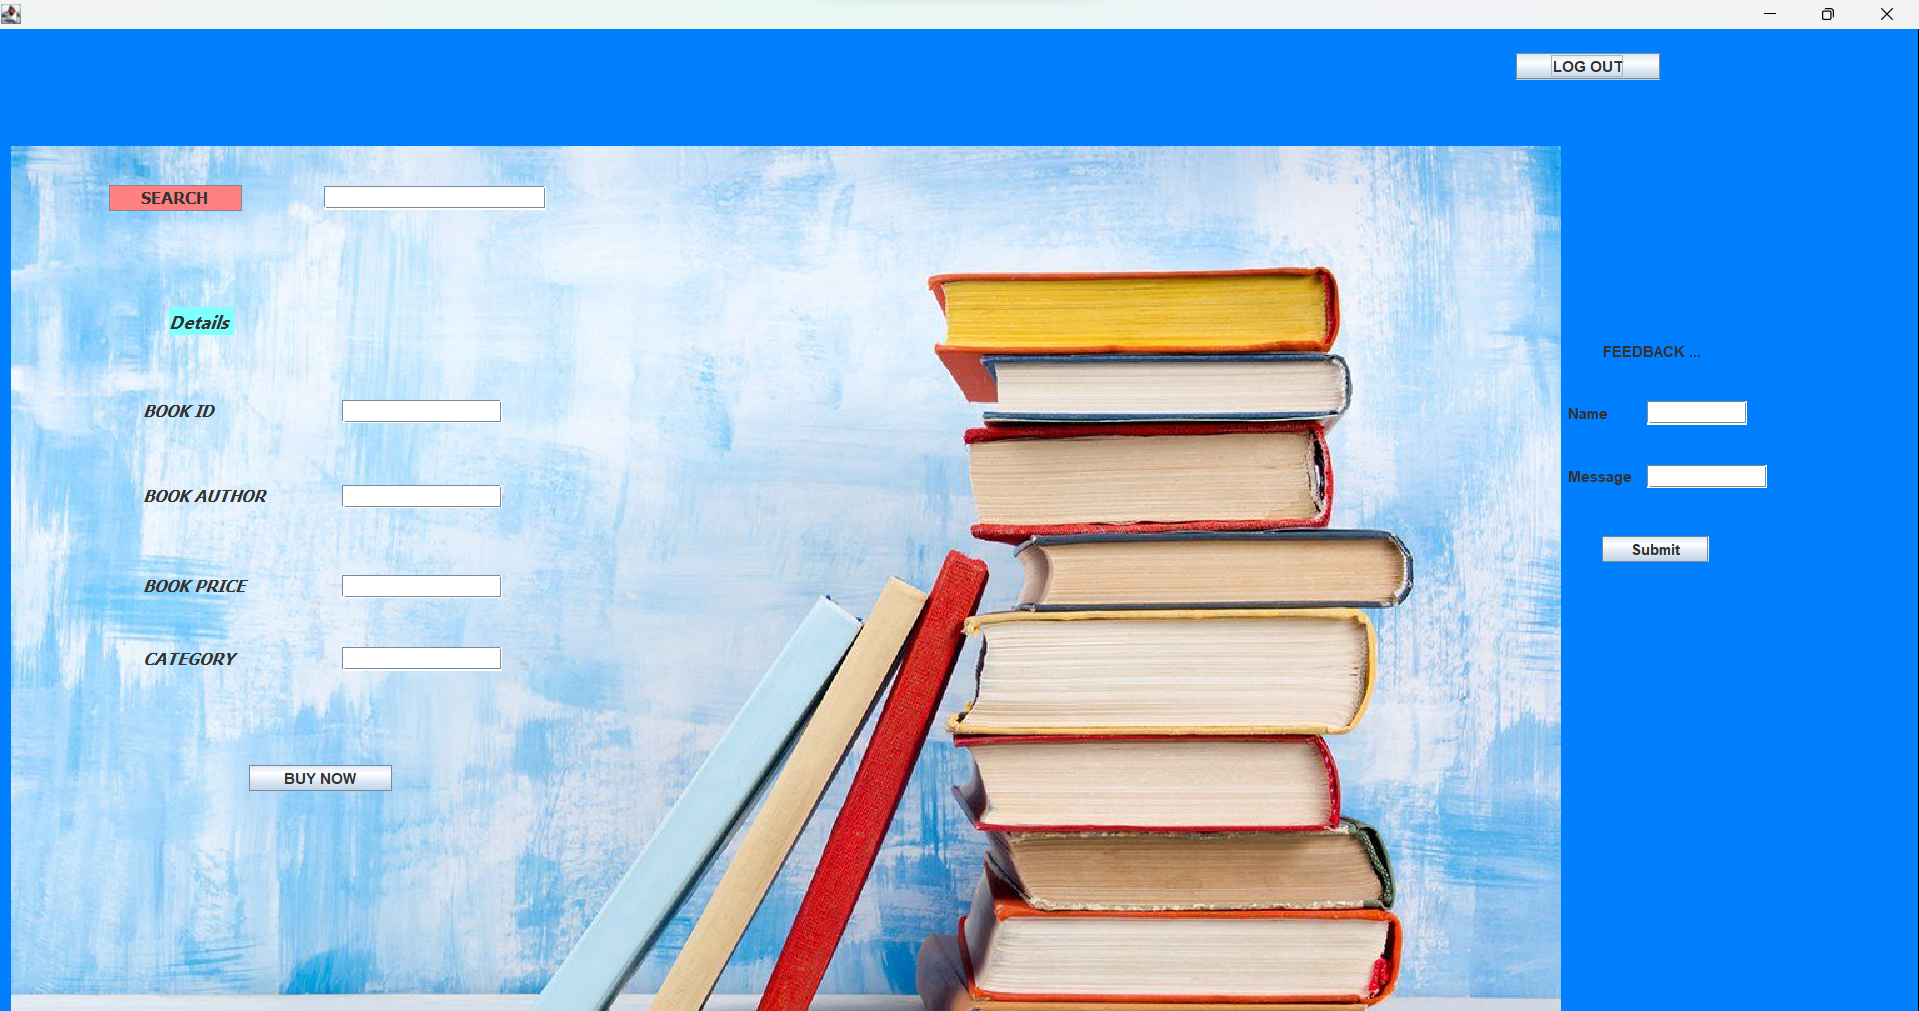 LOG OUT
SEARCH
Details
BOOK ID
BOOK AUTHOR
BOOK PRICE
CATEGORY
BUY NOW
FEEDBACK ...
Name
Message
Submit